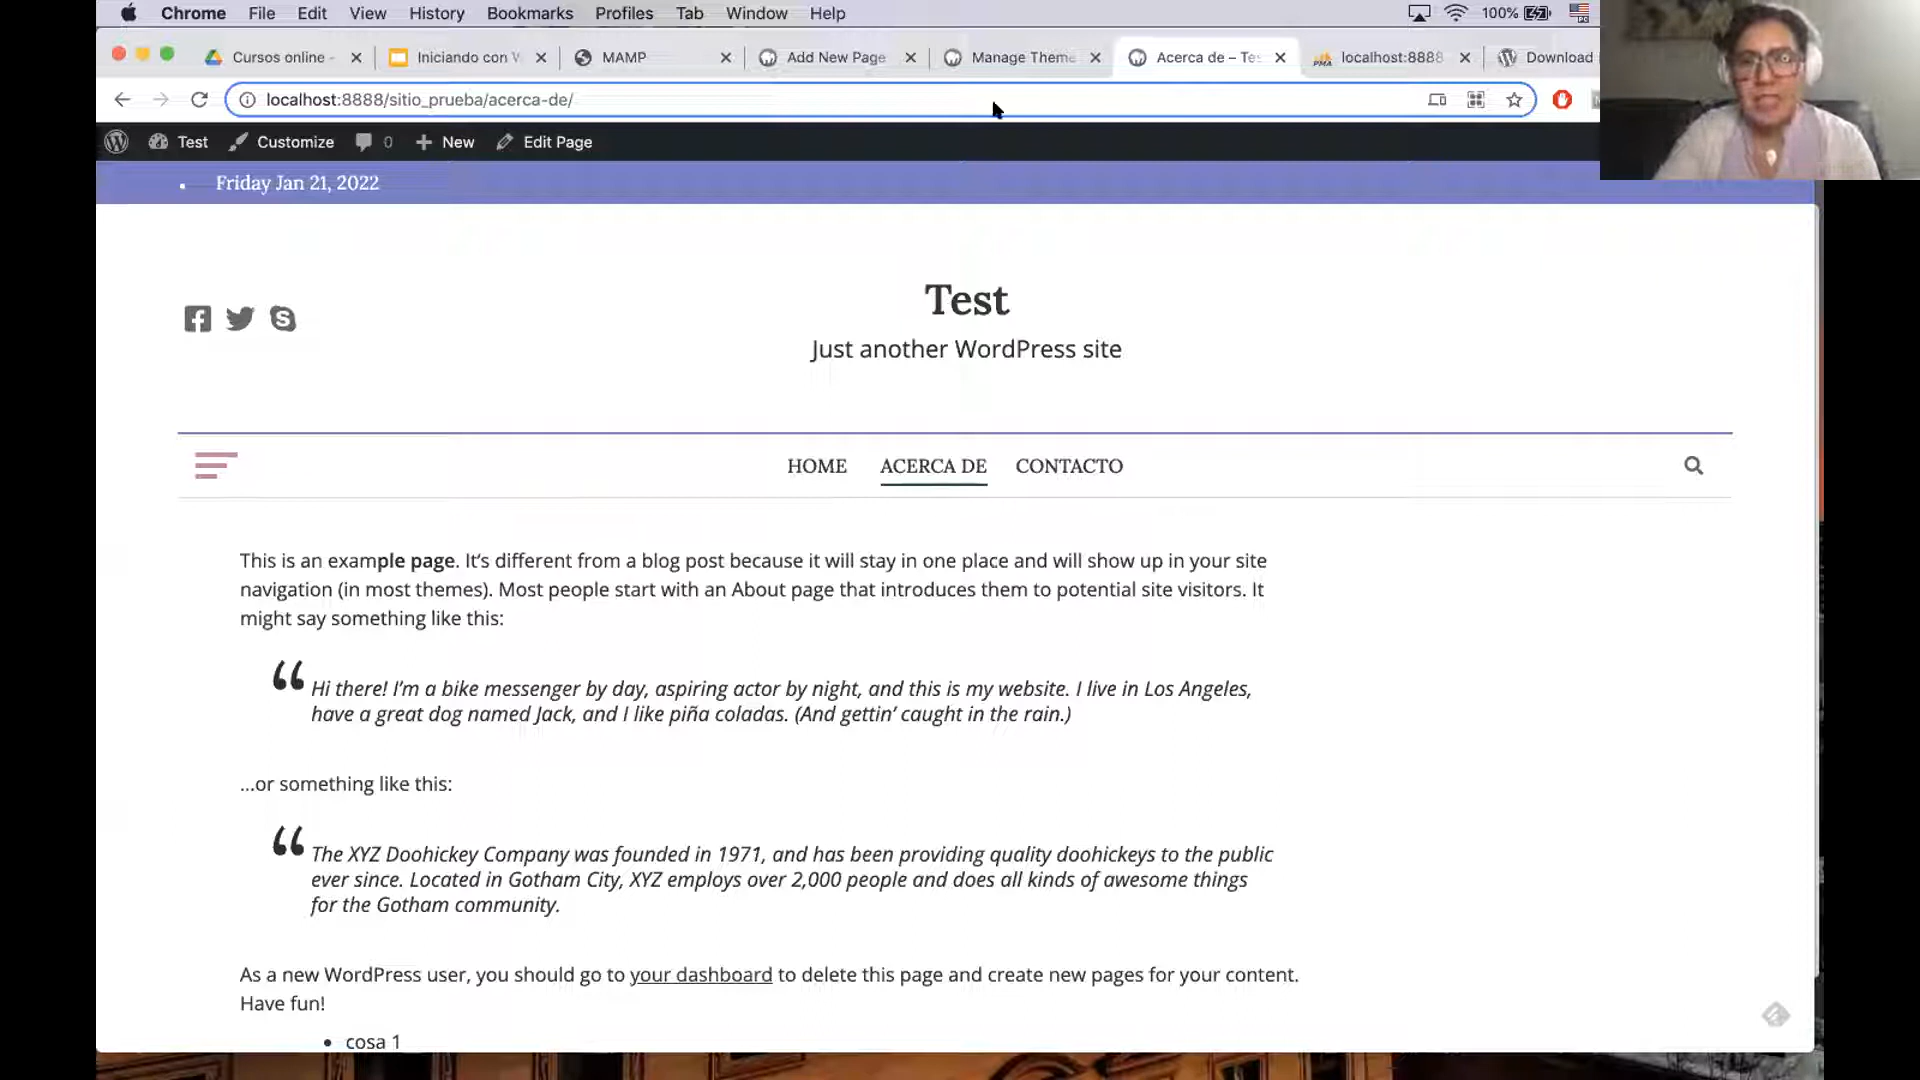 Chrome File Edit View History Bookmarks Profiles Tab Window Help 100%
Cursos online - Iniciando con MAMP Add New Page Manage Theme Acerca de – Tes localhost:8888 Download
localhost:8888/sitio_prueba/acerca-de/
Test Customize 0 New Edit Page
Friday Jan 21, 2022
Test
Just another WordPress site
HOME ACERCA DE CONTACTO
This is an example page. It’s different from a blog post because it will stay in one place and will show up in your site
navigation (in most themes). Most people start with an About page that introduces them to potential site visitors. It
might say something like this:
“ Hi there! I’m a bike messenger by day, aspiring actor by night, and this is my website. I live in Los Angeles,
have a great dog named Jack, and I like piña coladas. (And gettin’ caught in the rain.)
...or something like this:
“ The XYZ Doohickey Company was founded in 1971, and has been providing quality doohickeys to the public
ever since. Located in Gotham City, XYZ employs over 2,000 people and does all kinds of awesome things
for the Gotham community.
As a new WordPress user, you should go to your dashboard to delete this page and create new pages for your content.
Have fun!
• cosa 1